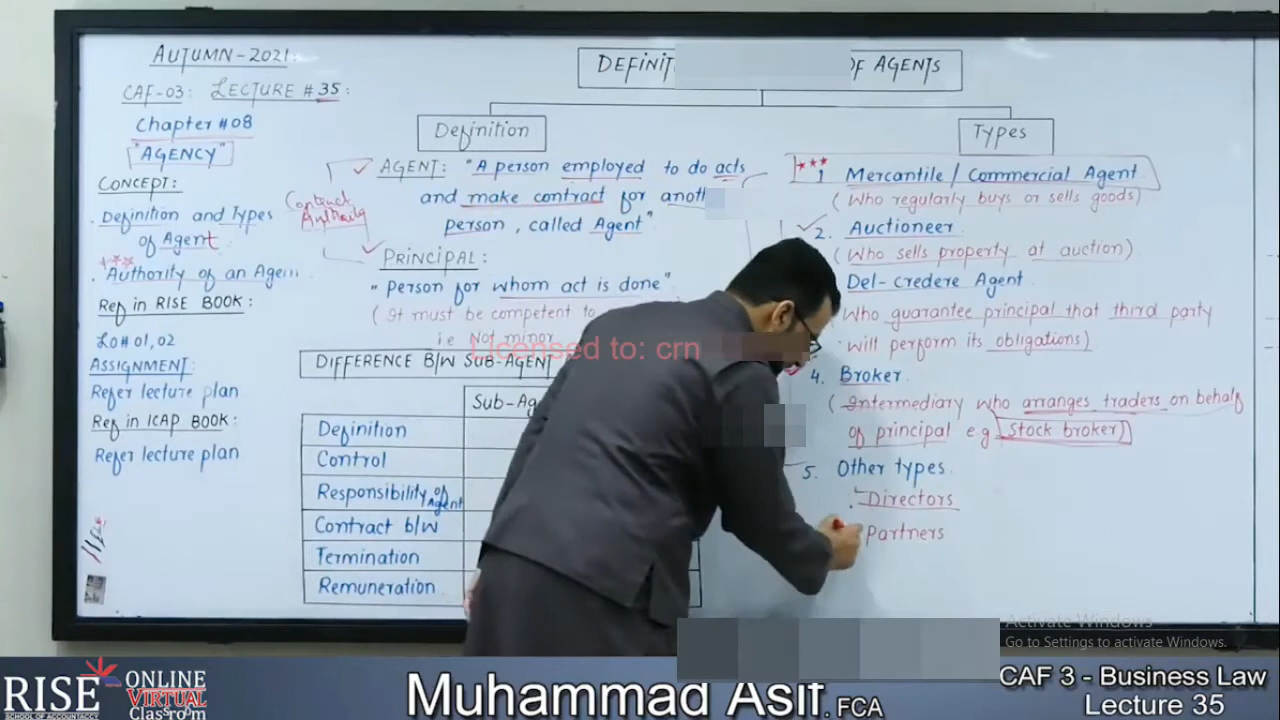 AUTUMN-2021:
CAF-03: LECTURE #35:
Chapter #08
"AGENCY"
CONCEPT:
. Definition and Types
of Agent.
***
. Authority of an Agen
Ref in RISE BOOK:
LO# 01,02
ASSIGNMENT:
Refer lecture plan
Ref in ICAP BOOK:
Refer lecture plan
DEFINIT OF AGENTS
Definition
AGENT: "A person employed to do acts
and make contract for anoth
person, called Agent"
Contract
Authority
PRINCIPAL:
"Person for whom act is done"
(It must be competent to
i.e Not minor
DIFFERENCE B/W SUB-AGENT
Sub-Ag
Definition
Control
Responsibility of Agent
Contract b/w
Termination
Remuneration
Types
*** 1 Mercantile / Commercial Agent
(Who regularly buys or sells goods)
2. Auctioneer
(Who sells property at auction)
Del-credere Agent
Who guarantee principal that third party
will perform its obligations)
4. Broker
(Intermediary who arranges traders on behalf
of principal e.g Stock broker)
5. Other types.
. Directors
Partners
Licensed to: crn
Activate Windows
Go to Settings to activate Windows.
RISE
SCHOOL OF ACCOUNTANCY
ONLINE
VIRTUAL
Classroom
Muhammad Asif, FCA
CAF 3 - Business Law
Lecture 35